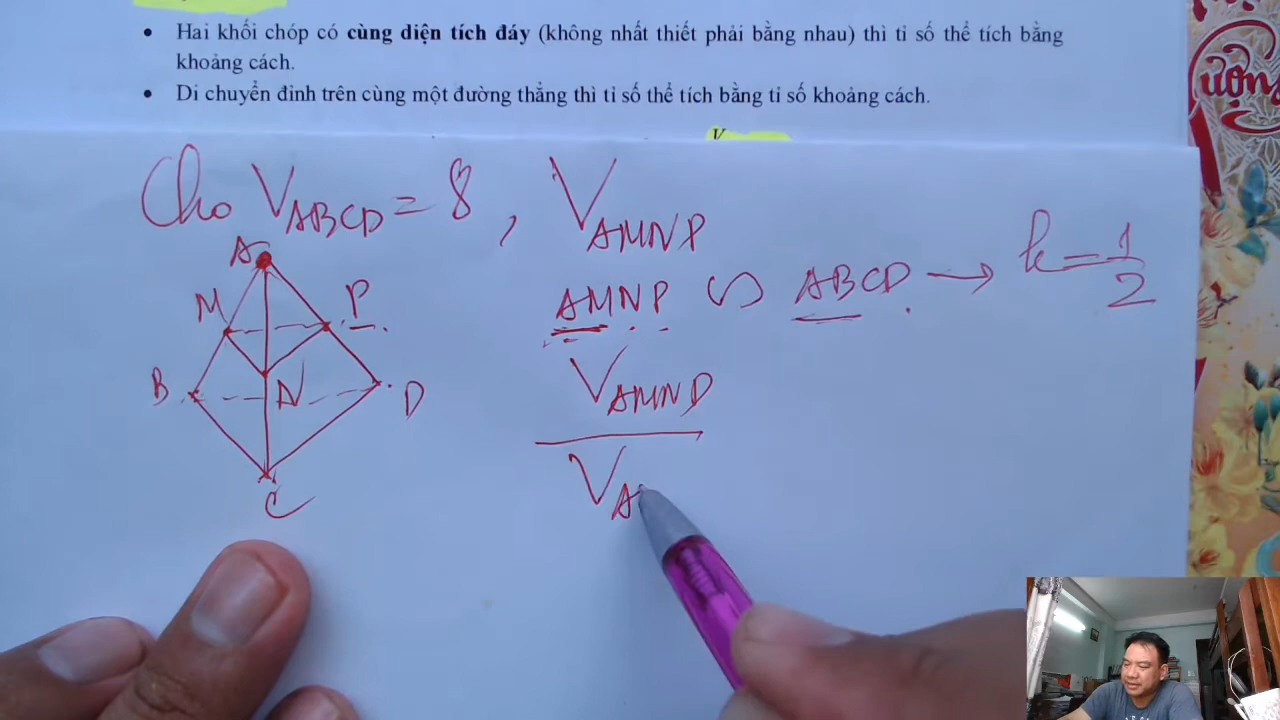 Hai khối chóp có cùng diện tích đáy (không nhất thiết phải bằng nhau) thì tỉ số thể tích bằng
khoảng cách.
Di chuyển đỉnh trên cùng một đường thẳng thì tỉ số thể tích bằng tỉ số khoảng cách.
V
Cho V_ABCD = 8 , V_AMNP
AMNP ∽ ABCD → k = 1/2
V_AMND
V_A
A
M
P
B
N
D
C